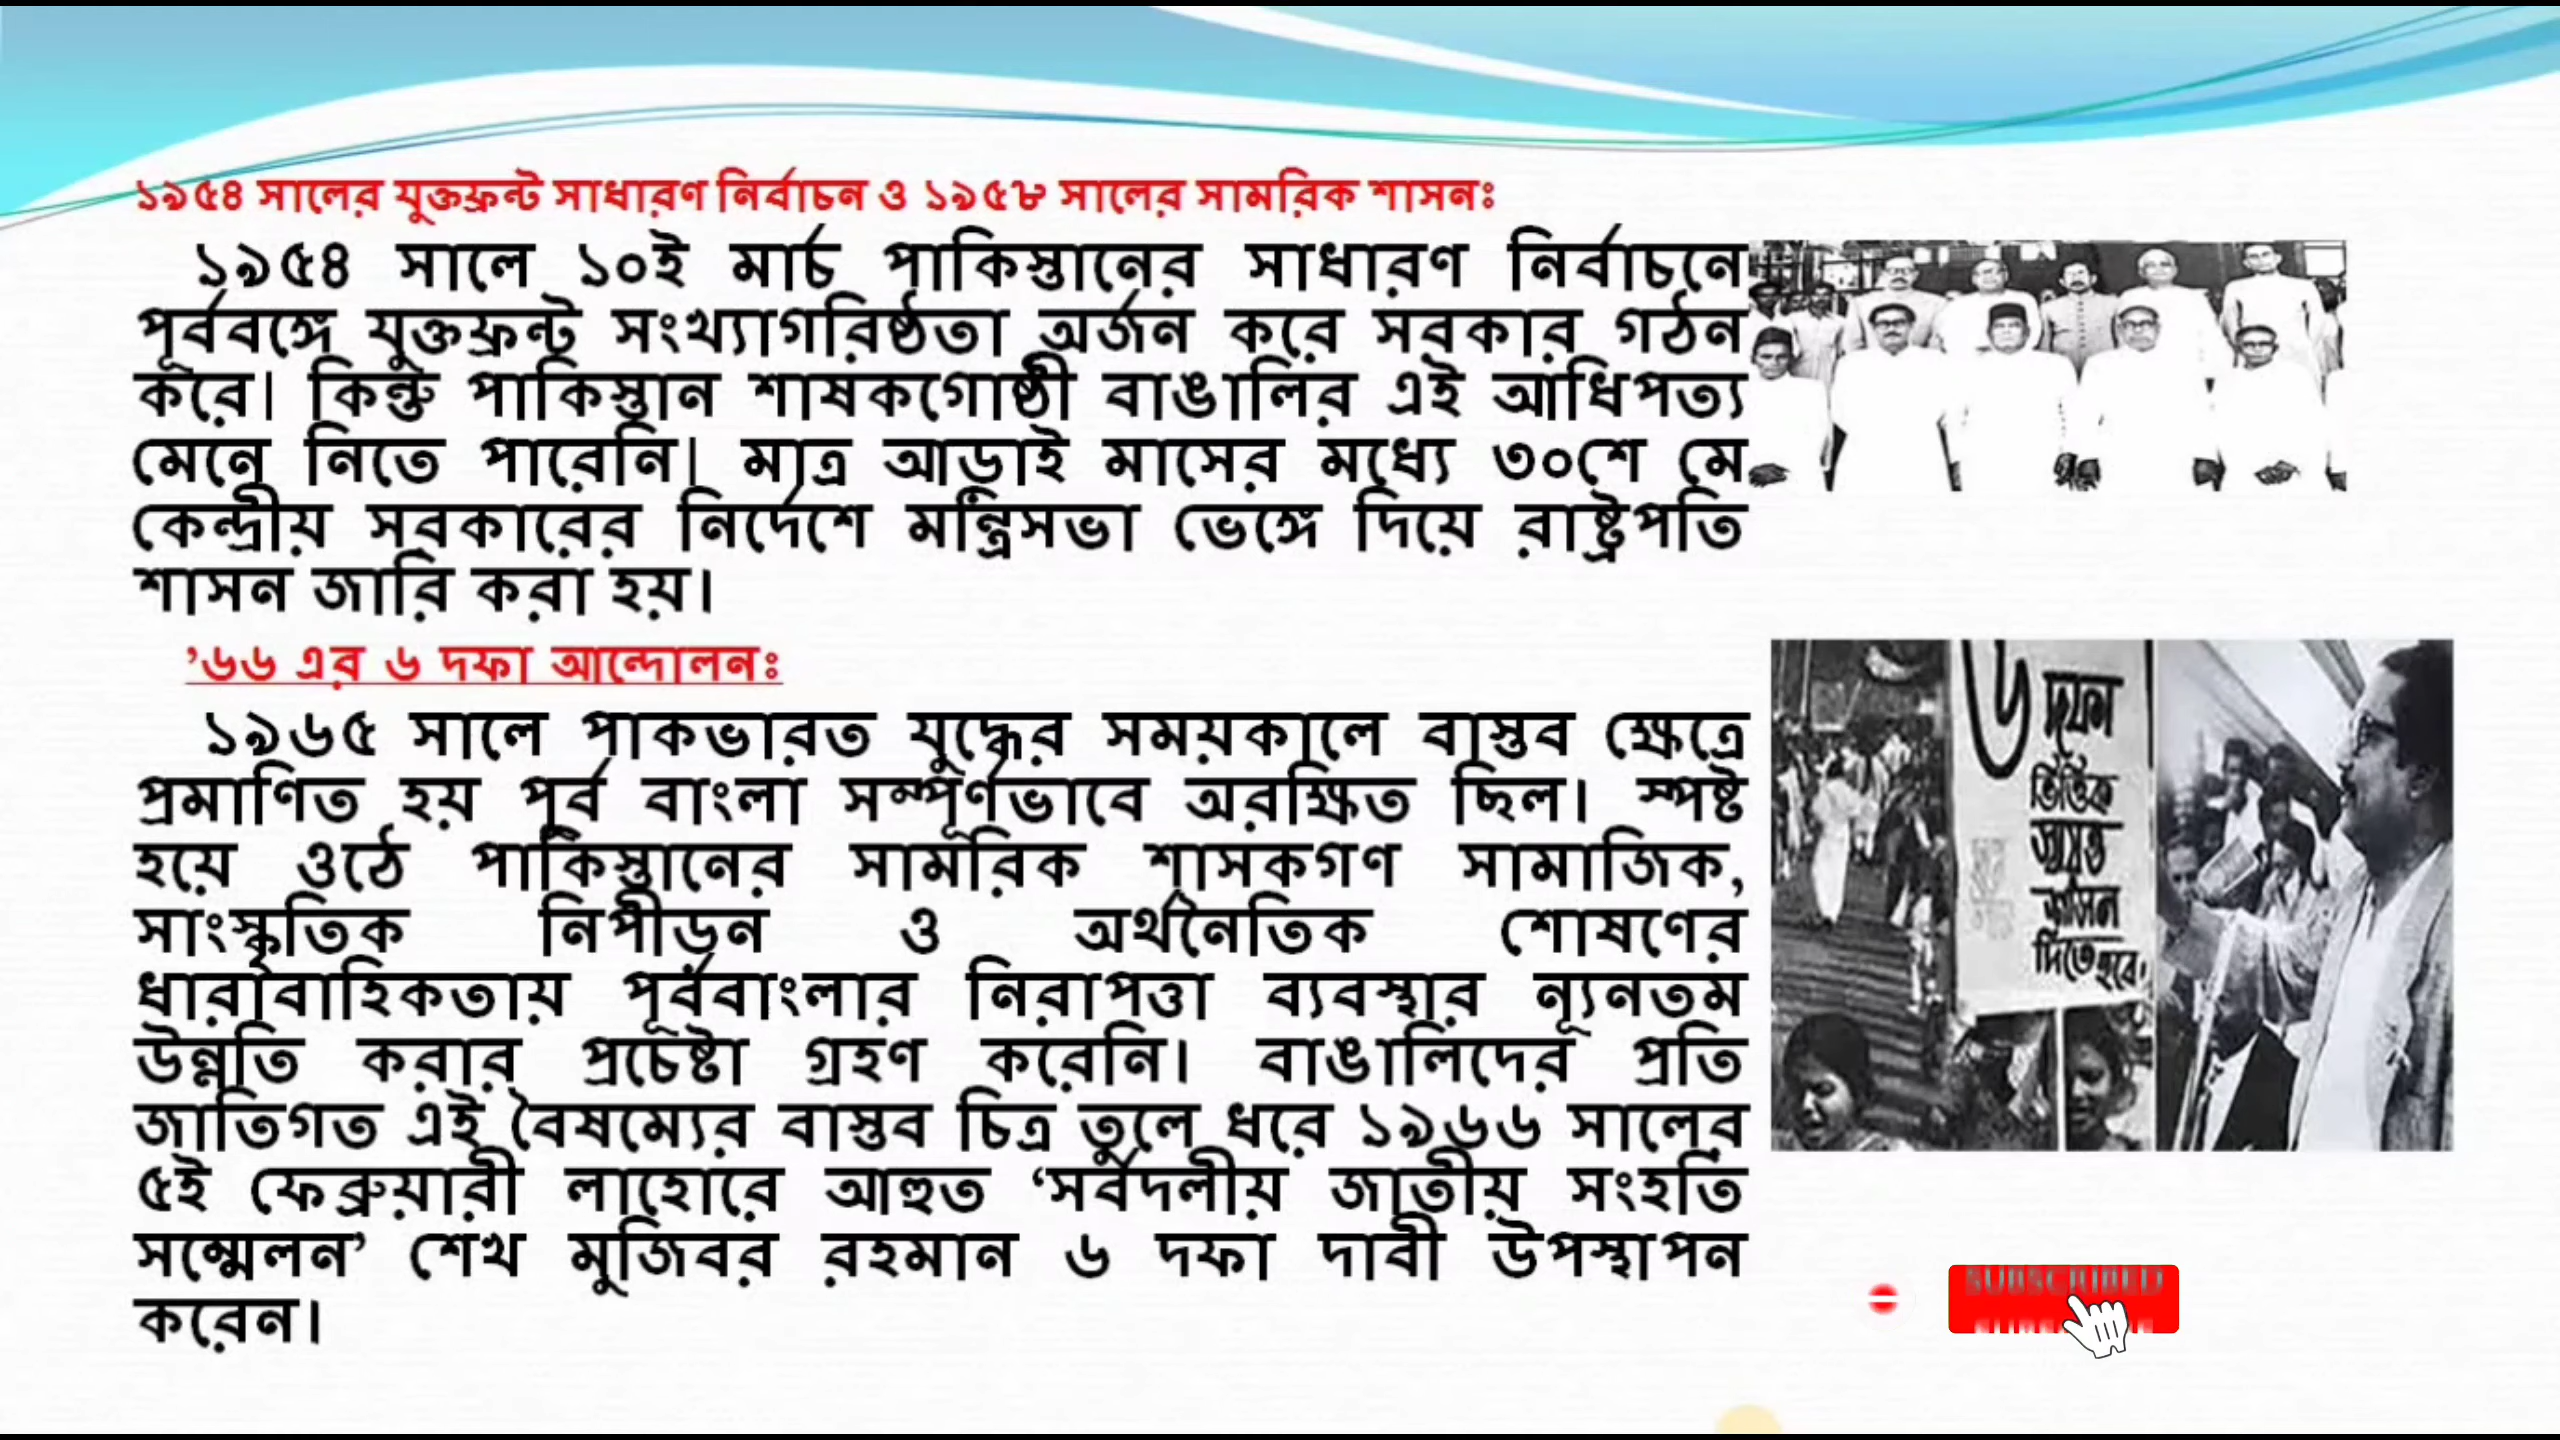 ১৯৫৪ সালের যুক্তফ্রন্ট সাধারণ নির্বাচন ও ১৯৫৮ সালের সামরিক শাসনঃ
১৯৫৪ সালে ১০ই মার্চ পাকিস্তানের সাধারণ নির্বাচনে
পূর্ববঙ্গে যুক্তফ্রন্ট সংখ্যাগরিষ্ঠতা অর্জন করে সরকার গঠন
করে। কিন্তু পাকিস্তান শাষকগোষ্ঠী বাঙালির এই আধিপত্য
মেনে নিতে পারেনি। মাত্র আড়াই মাসের মধ্যে ৩০শে মে
কেন্দ্রীয় সরকারের নির্দেশে মন্ত্রিসভা ভেঙ্গে দিয়ে রাষ্ট্রপতি
শাসন জারি করা হয়।
’৬৬ এর ৬ দফা আন্দোলনঃ
১৯৬৫ সালে পাকভারত যুদ্ধের সময়কালে বাস্তব ক্ষেত্রে
প্রমাণিত হয় পূর্ব বাংলা সম্পূর্ণভাবে অরক্ষিত ছিল। স্পষ্ট
হয়ে ওঠে পাকিস্তানের সামরিক শাসকগণ সামাজিক,
সাংস্কৃতিক নিপীড়ন ও অর্থনৈতিক শোষণের
ধারাবাহিকতায় পূর্ববাংলার নিরাপত্তা ব্যবস্থার ন্যূনতম
উন্নতি করার প্রচেষ্টা গ্রহণ করেনি। বাঙালিদের প্রতি
জাতিগত এই বৈষম্যের বাস্তব চিত্র তুলে ধরে ১৯৬৬ সালের
৫ই ফেব্রুয়ারী লাহোরে আহুত ‘সর্বদলীয় জাতীয় সংহতি
সম্মেলন’ শেখ মুজিবর রহমান ৬ দফা দাবী উপস্থাপন
করেন।
৬
দফা
ভিত্তিক
স্বায়ত্ত
শাসন
দিতে হবে।
SUBSCRIBED